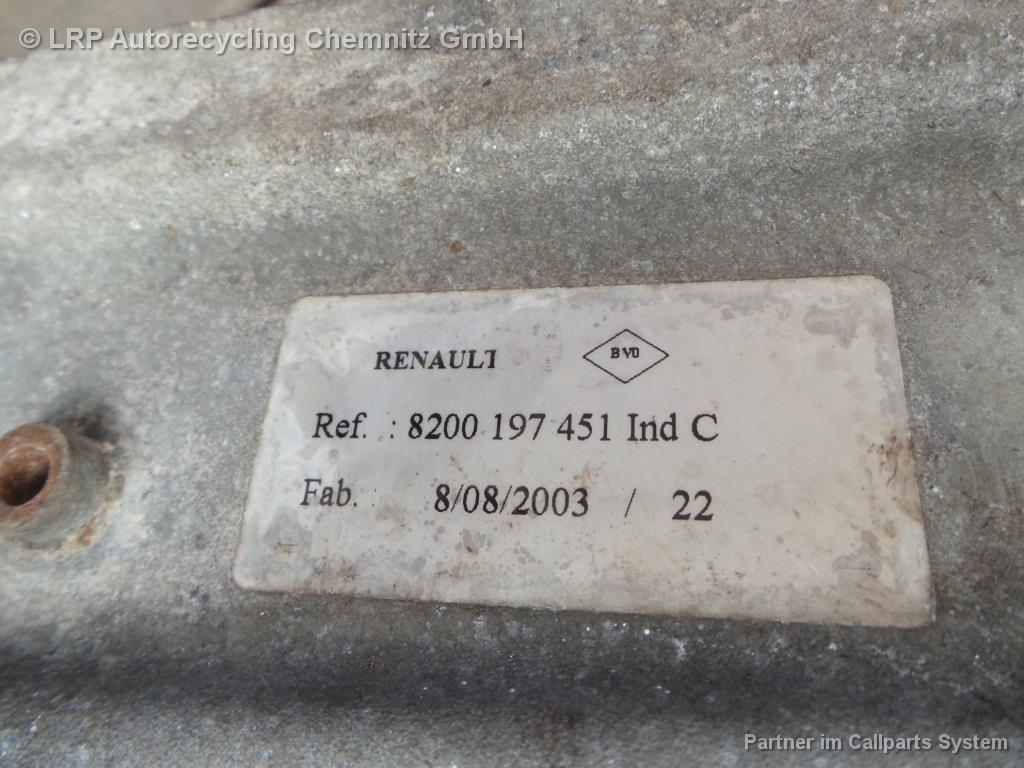 © LRP Autorecycling Chemnitz GmbH
RENAULT BVD
Ref. : 8200 197 451 Ind C
Fab. 8/08/2003 / 22
Partner im Callparts System